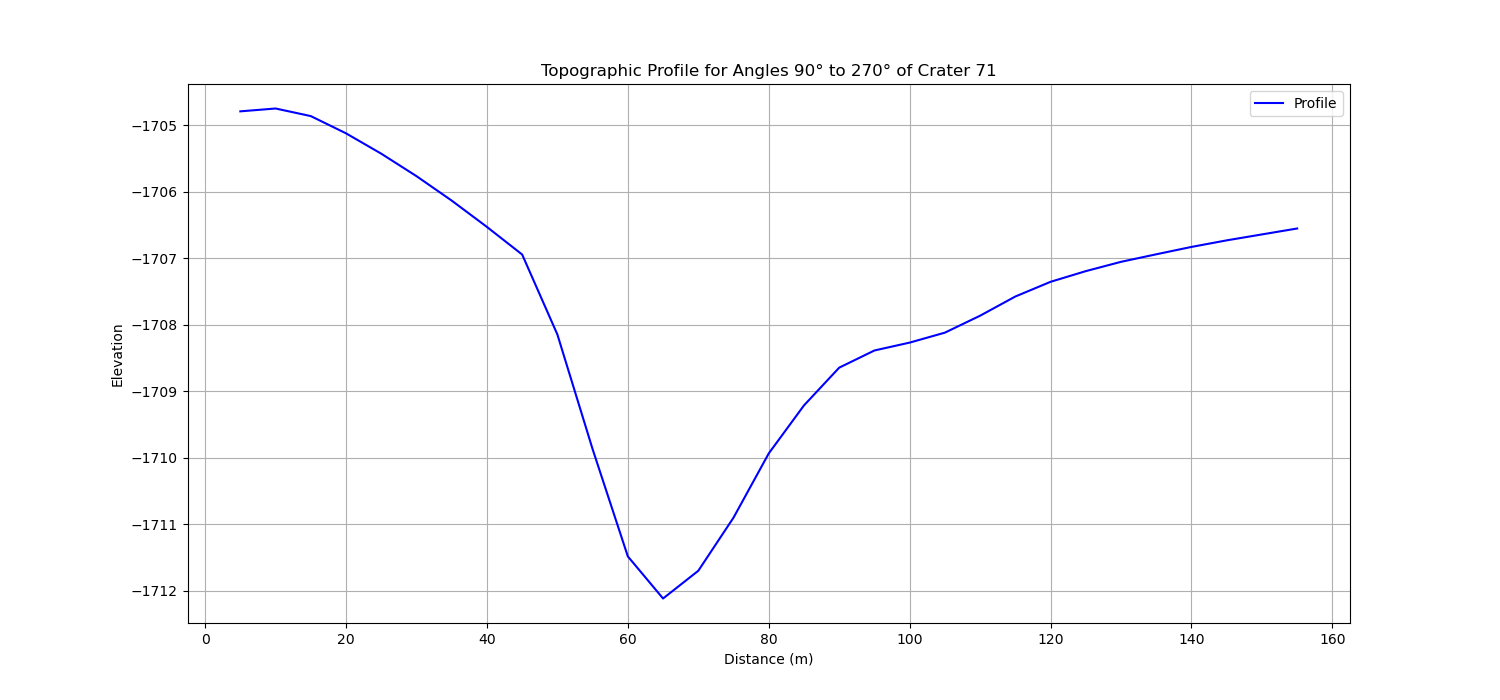 Topographic Profile for Angles 90° to 270° of Crater 71
Profile
−1705
−1706
−1707
−1708
−1709
−1710
−1711
−1712
Elevation
0 20 40 60 80 100 120 140 160
Distance (m)